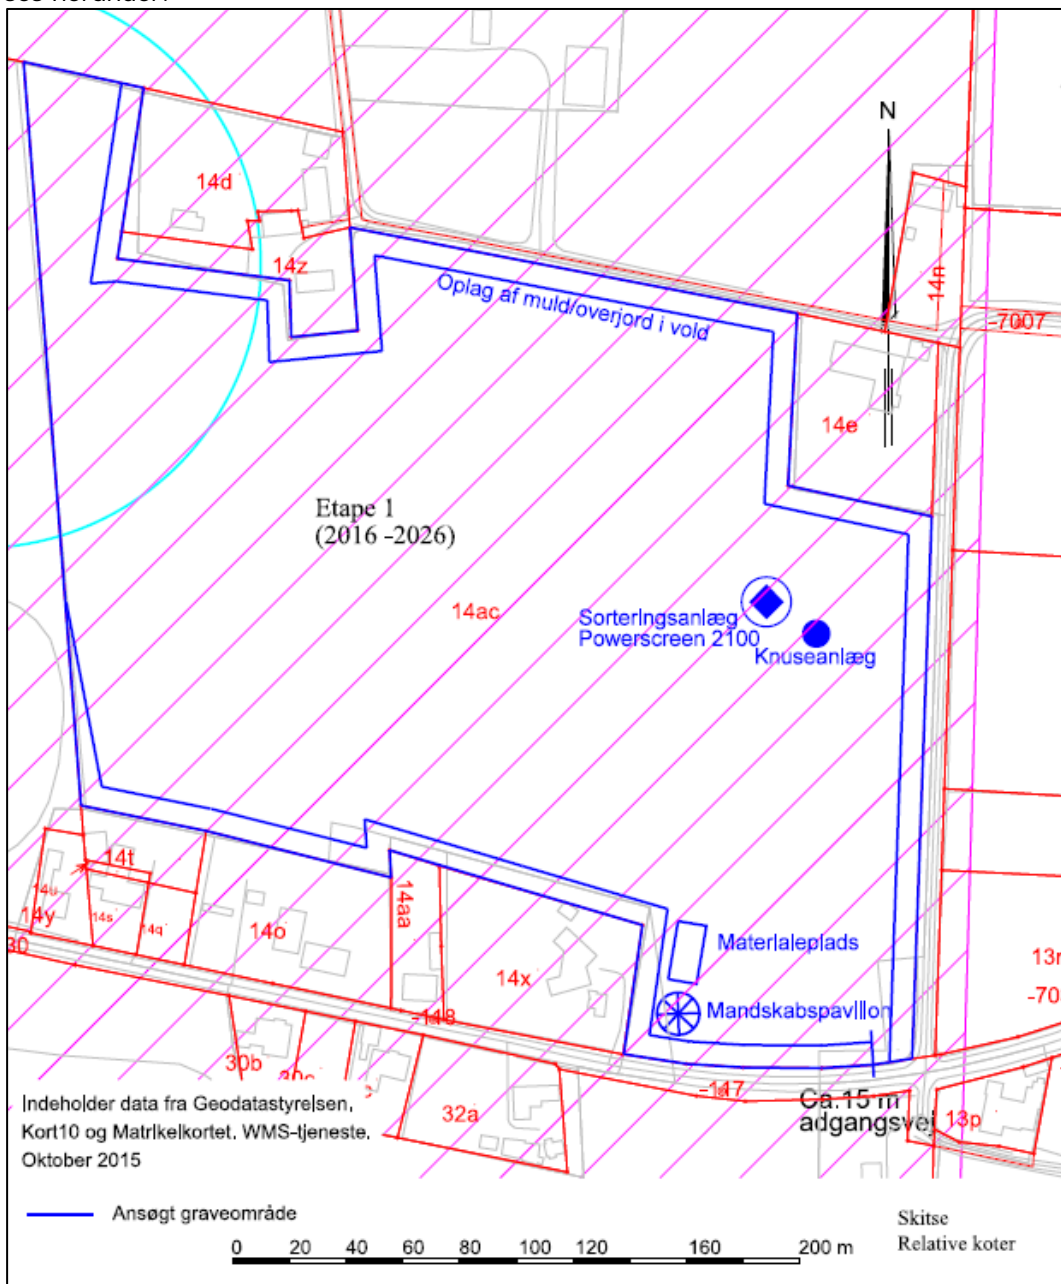 N
14d
14z
14n
Oplag af muld/overjord i vold
-7007
14e
Etape 1
(2016 -2026)
14ac
Sorteringsanlæg
Powerscreen 2100
Knuseanlæg
14t
14u
14y
14s
14q
14o
14aa
14x
Materialeplads
Mandskabspavillon
30
-118
30b
32a
-117
13p
-70
Ca.15 m
adgangsvej
Indeholder data fra Geodatastyrelsen,
Kort10 og Matrikelkortet, WMS-tjeneste.
Oktober 2015
Ansøgt graveområde
0 20 40 60 80 100 120 160 200 m
Skitse
Relative koter